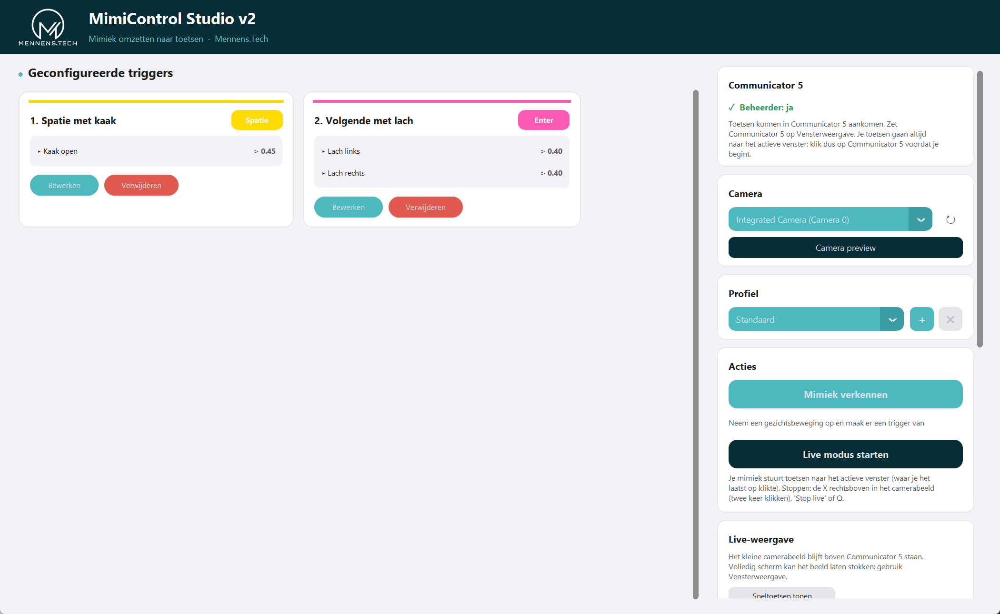 MENNENS.TECH
MimiControl Studio v2
Mimiek omzetten naar toetsen · Mennens.Tech
Geconfigureerde triggers
1. Spatie met kaak
Spatie
Kaak open
> 0.45
Bewerken
Verwijderen
2. Volgende met lach
Enter
Lach links
> 0.40
Lach rechts
> 0.40
Bewerken
Verwijderen
Communicator 5
✓ Beheerder: ja
Toetsen kunnen in Communicator 5 aankomen. Zet
Communicator 5 op Vensterweergave. Je toetsen gaan altijd
naar het actieve venster: klik dus op Communicator 5 voordat je
begint.
Camera
Integrated Camera (Camera 0)
Camera preview
Profiel
Standaard
+
Acties
Mimiek verkennen
Neem een gezichtsbeweging op en maak er een trigger van
Live modus starten
Je mimiek stuurt toetsen naar het actieve venster (waar je het
laatst op klikte). Stoppen: de X rechtsboven in het camerabeeld
(twee keer klikken), 'Stop live' of Q.
Live-weergave
Het kleine camerabeeld blijft boven Communicator 5 staan.
Volledig scherm kan het beeld laten stokken: gebruik
Vensterweergave.
Sneltoetsen tonen